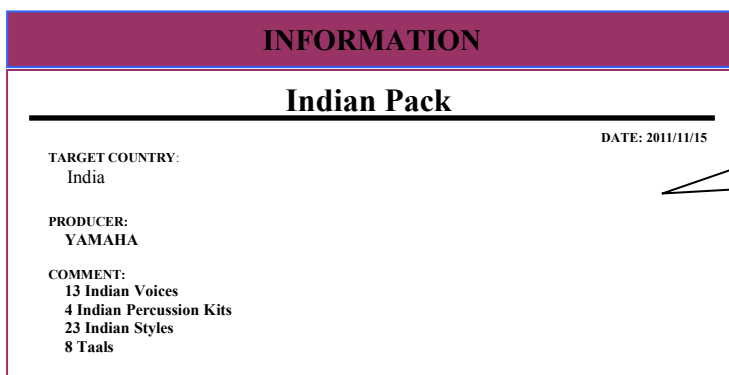 INFORMATION
Indian Pack
DATE: 2011/11/15
TARGET COUNTRY:
India
PRODUCER:
YAMAHA
COMMENT:
13 Indian Voices
4 Indian Percussion Kits
23 Indian Styles
8 Taals